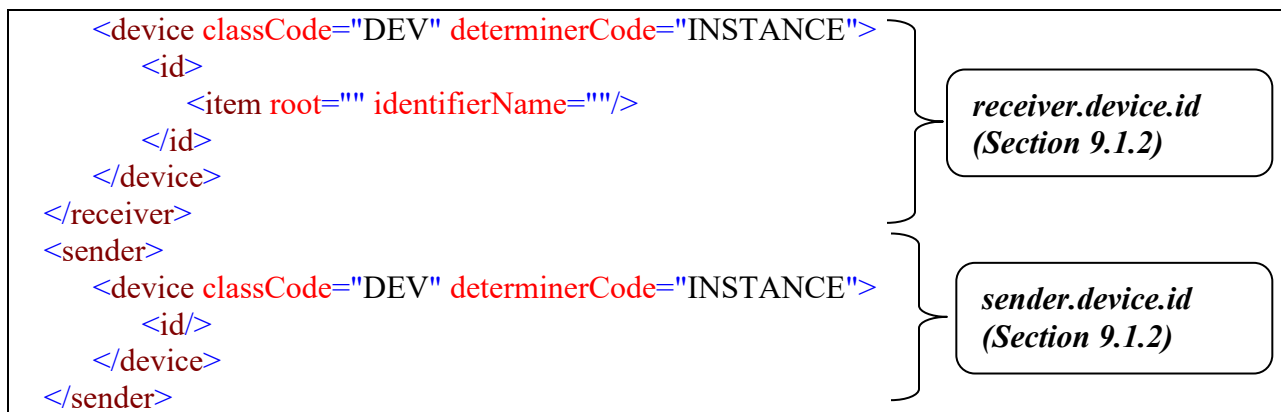 <device classCode="DEV" determinerCode="INSTANCE">
<id>
<item root="" identifierName=""/>
</id>
</device>
</receiver>
<sender>
<device classCode="DEV" determinerCode="INSTANCE">
<id/>
</device>
</sender>
receiver.device.id
(Section 9.1.2)
sender.device.id
(Section 9.1.2)